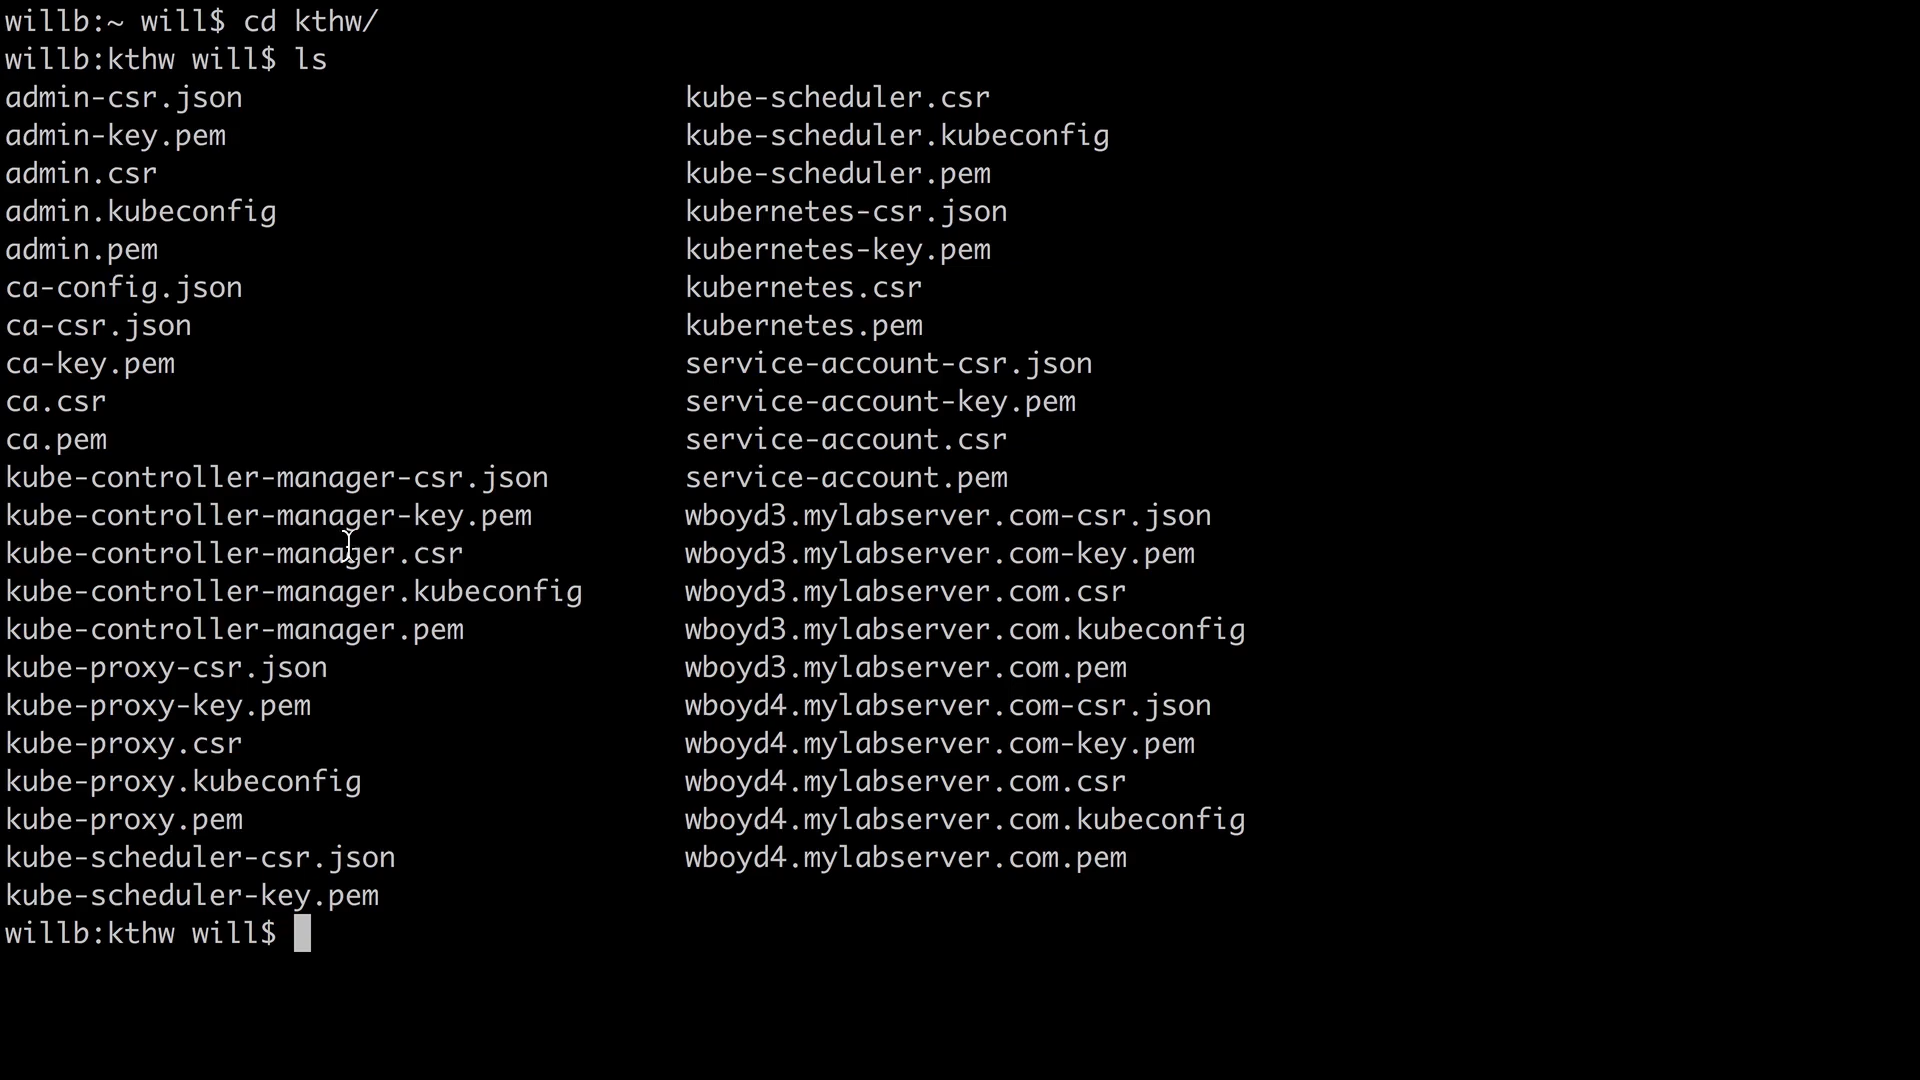 willb:~ will$ cd kthw/
willb:kthw will$ ls
admin-csr.json kube-scheduler.csr
admin-key.pem kube-scheduler.kubeconfig
admin.csr kube-scheduler.pem
admin.kubeconfig kubernetes-csr.json
admin.pem kubernetes-key.pem
ca-config.json kubernetes.csr
ca-csr.json kubernetes.pem
ca-key.pem service-account-csr.json
ca.csr service-account-key.pem
ca.pem service-account.csr
kube-controller-manager-csr.json service-account.pem
kube-controller-manager-key.pem wboyd3.mylabserver.com-csr.json
kube-controller-manager.csr wboyd3.mylabserver.com-key.pem
kube-controller-manager.kubeconfig wboyd3.mylabserver.com.csr
kube-controller-manager.pem wboyd3.mylabserver.com.kubeconfig
kube-proxy-csr.json wboyd3.mylabserver.com.pem
kube-proxy-key.pem wboyd4.mylabserver.com-csr.json
kube-proxy.csr wboyd4.mylabserver.com-key.pem
kube-proxy.kubeconfig wboyd4.mylabserver.com.csr
kube-proxy.pem wboyd4.mylabserver.com.kubeconfig
kube-scheduler-csr.json wboyd4.mylabserver.com.pem
kube-scheduler-key.pem
willb:kthw will$